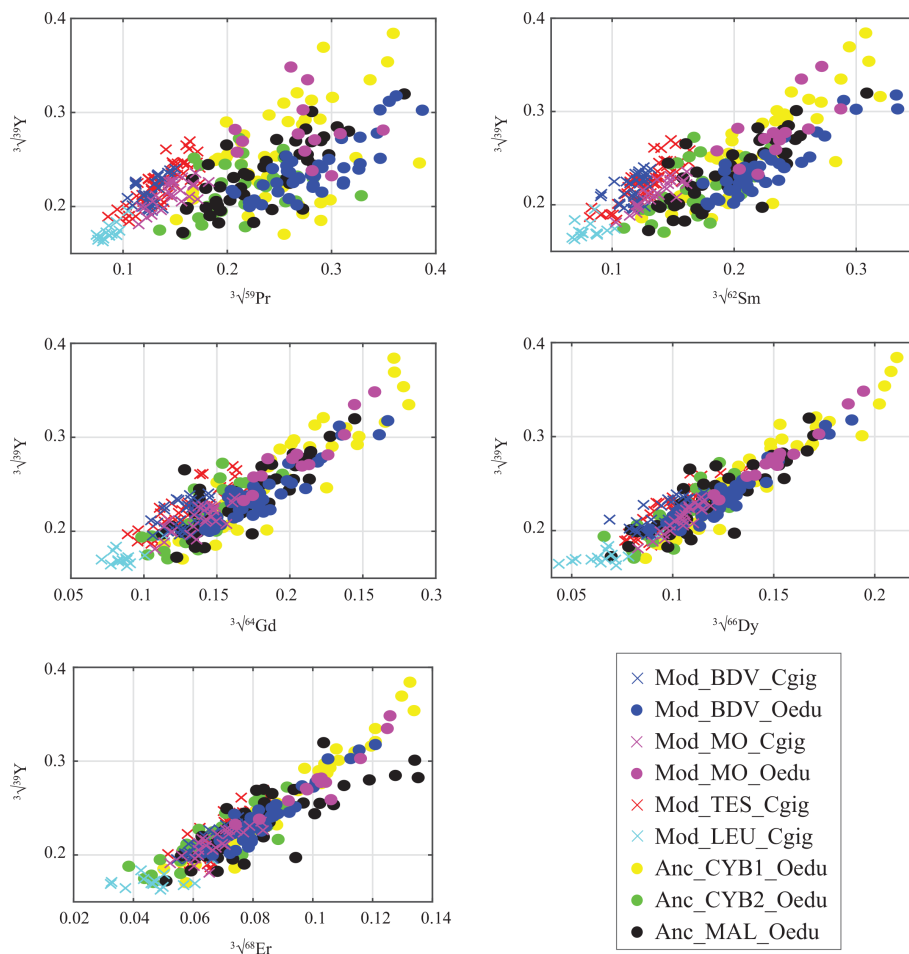 0.4 0.4
0.3 0.3
³√³⁹Y ³√³⁹Y
0.2 0.2
0.1 0.2 0.3 0.4 0.1 0.2 0.3
³√⁵⁹Pr ³√⁶²Sm
0.4 0.4
0.3 0.3
³√³⁹Y ³√³⁹Y
0.2 0.2
0.05 0.1 0.15 0.2 0.15 0.3 0.05 0.1 0.15 0.2
³√⁶⁴Gd ³√⁶⁶Dy
0.4
0.3
³√³⁹Y
0.2
0.02 0.04 0.06 0.08 0.1 0.12 0.14
³√⁶⁸Er
Mod_BDV_Cgig
Mod_BDV_Oedu
Mod_MO_Cgig
Mod_MO_Oedu
Mod_TES_Cgig
Mod_LEU_Cgig
Anc_CYB1_Oedu
Anc_CYB2_Oedu
Anc_MAL_Oedu